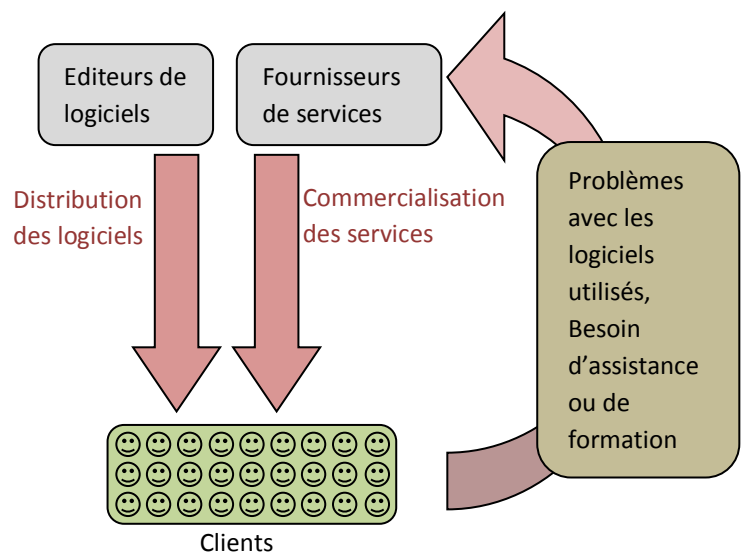 Editeurs de
logiciels
Fournisseurs
de services
Distribution
des logiciels
Commercialisation
des services
Problèmes
avec les
logiciels
utilisés,
Besoin
d’assistance
ou de
formation
Clients